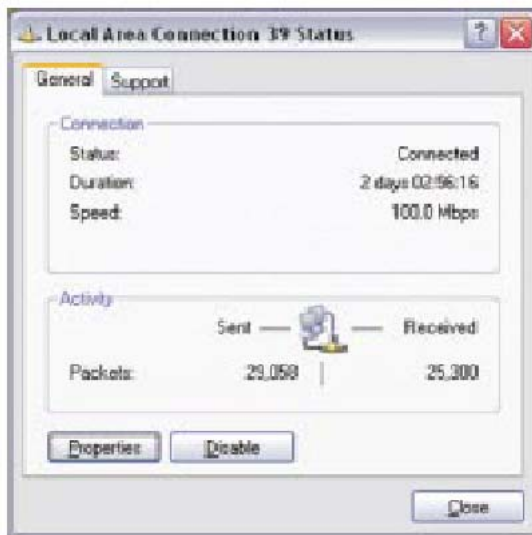 Local Area Connection 39 Status
General Support
Connection
Status: Connected
Duration: 2 days 02:56:16
Speed: 100.0 Mbps
Activity
Sent — — Received
Packets: 29,058 | 25,300
Properties Disable
Close